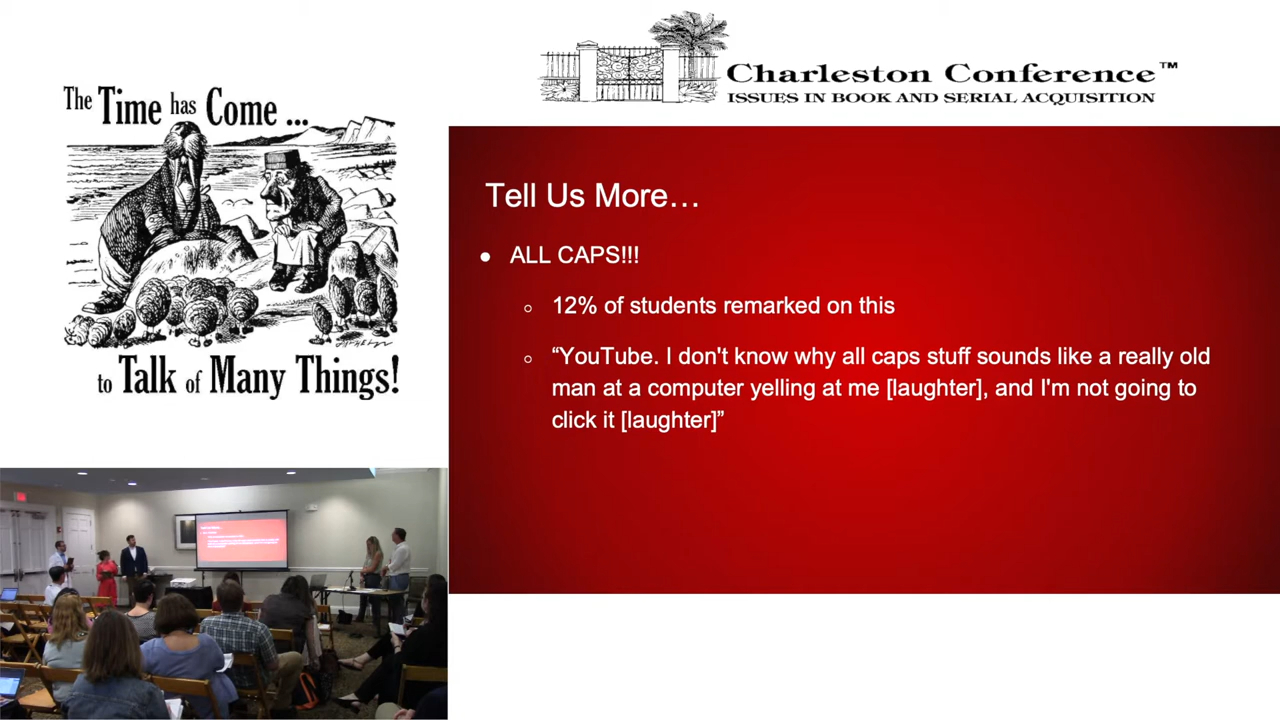 The Time has Come ...
to Talk of Many Things!
Charleston Conference™
ISSUES IN BOOK AND SERIAL ACQUISITION
Tell Us More…
● ALL CAPS!!!
○ 12% of students remarked on this
○ “YouTube. I don't know why all caps stuff sounds like a really old
man at a computer yelling at me [laughter], and I'm not going to
click it [laughter]”